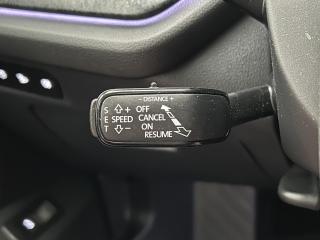 - DISTANCE +
S + OFF
E SPEED CANCEL
T - ON
RESUME